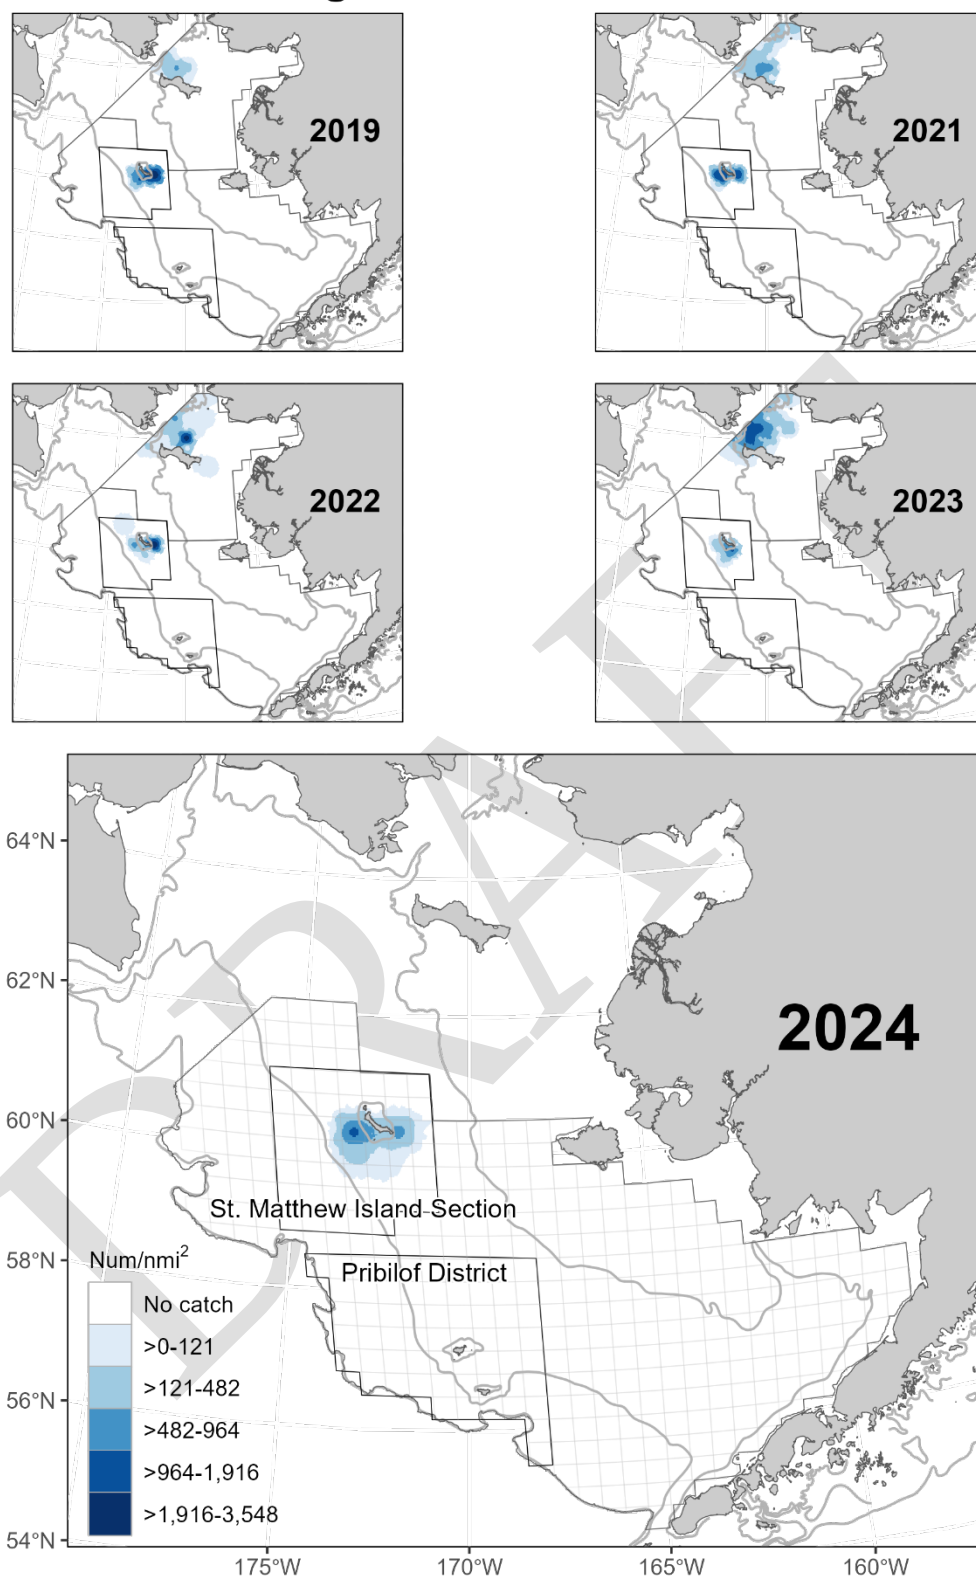 2019
2021
2022
2023
2024
64°N
62°N
60°N
58°N
56°N
54°N
St. Matthew Island Section
Pribilof District
Num/nmi²
No catch
>0-121
>121-482
>482-964
>964-1,916
>1,916-3,548
175°W
170°W
165°W
160°W
DRAFT